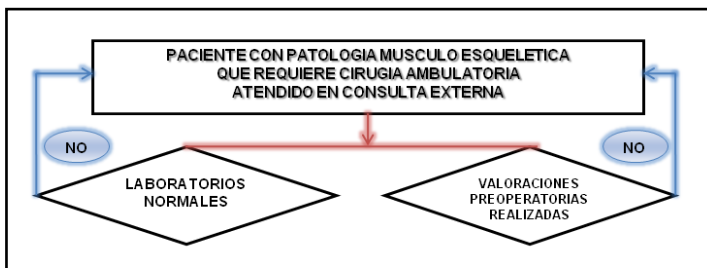 PACIENTE CON PATOLOGIA MUSCULO ESQUELETICA
QUE REQUIERE CIRUGIA AMBULATORIA
ATENDIDO EN CONSULTA EXTERNA
NO
NO
LABORATORIOS
NORMALES
VALORACIONES
PREOPERATORIAS
REALIZADAS